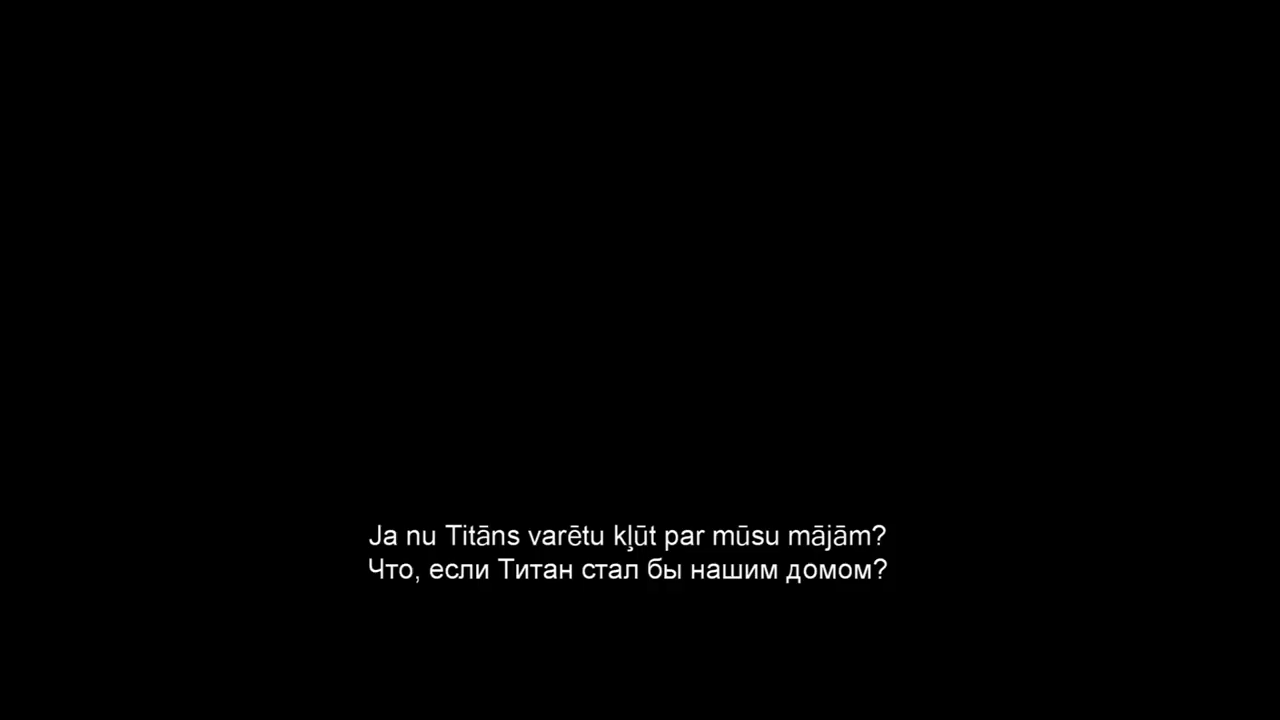 Ja nu Titāns varētu kļūt par mūsu mājām?
Что, если Титан стал бы нашим домом?